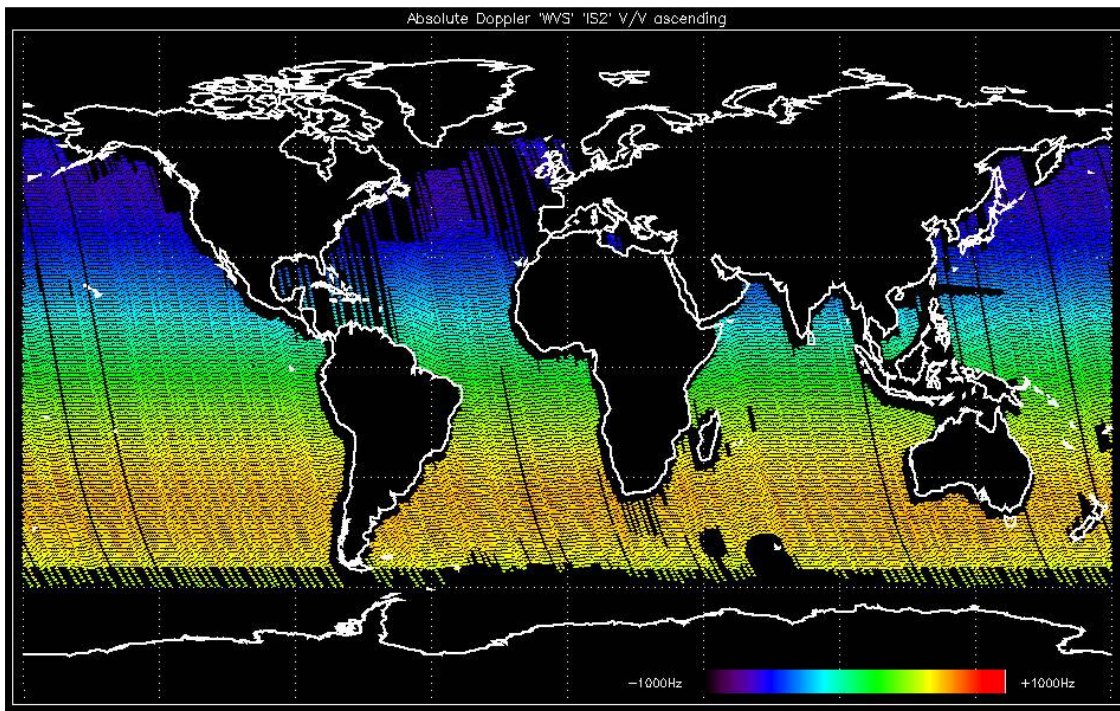 Absolute Doppler 'WVS' 'IS2' V/V ascending
-1000Hz
+1000Hz